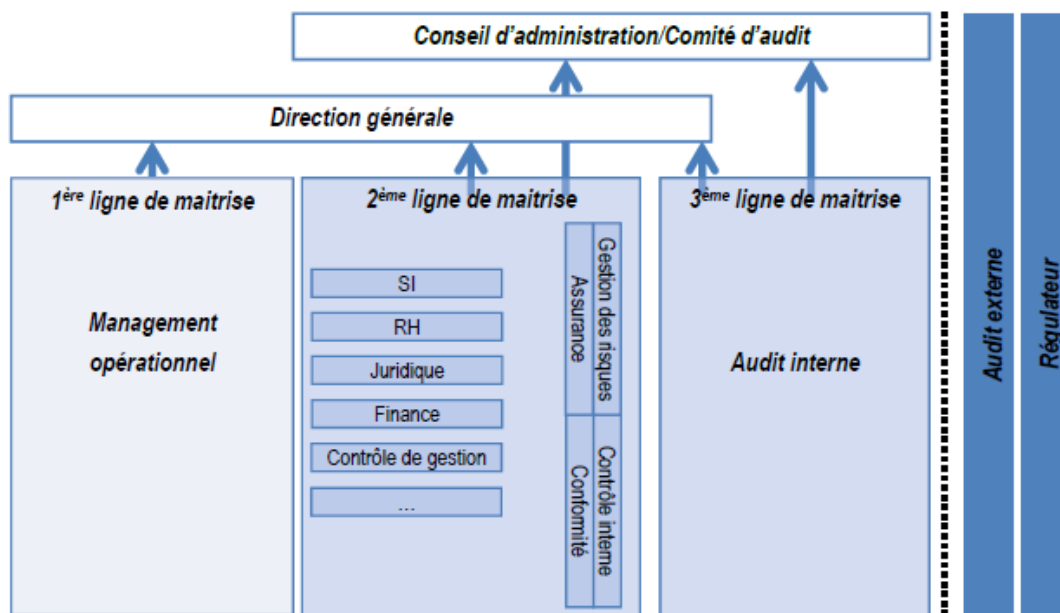 Conseil d'administration/Comité d'audit
Direction générale
1ère ligne de maitrise
Management
opérationnel
2ème ligne de maitrise
SI
RH
Juridique
Finance
Contrôle de gestion
...
Assurance
Gestion des risques
Conformité
Contrôle interne
3ème ligne de maitrise
Audit interne
Audit externe
Régulateur